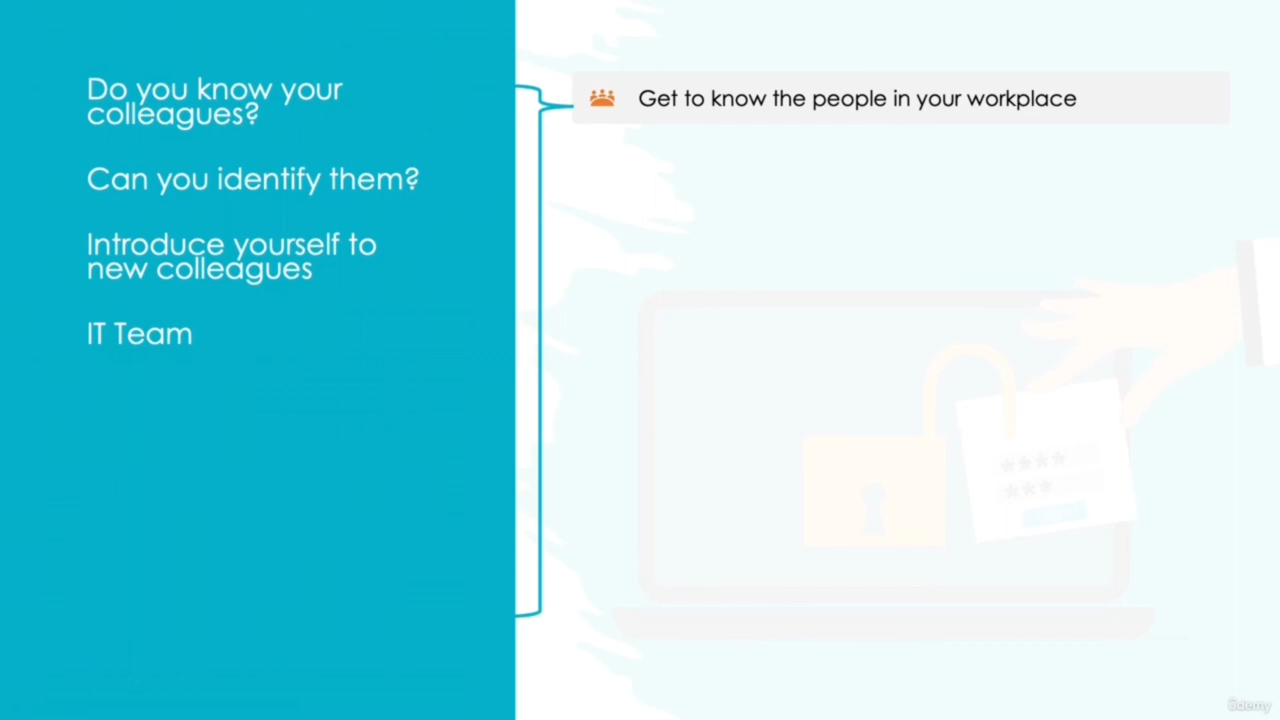 Do you know your
colleagues?
Can you identify them?
Introduce yourself to
new colleagues
IT Team
Get to know the people in your workplace
**** 
***
ûdemy